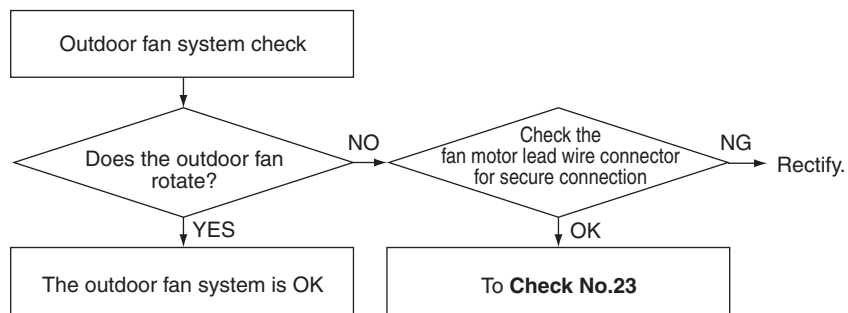 Outdoor fan system check
Does the outdoor fan
rotate?
NO
Check the
fan motor lead wire connector
for secure connection
NG
Rectify.
YES
OK
The outdoor fan system is OK
To Check No.23